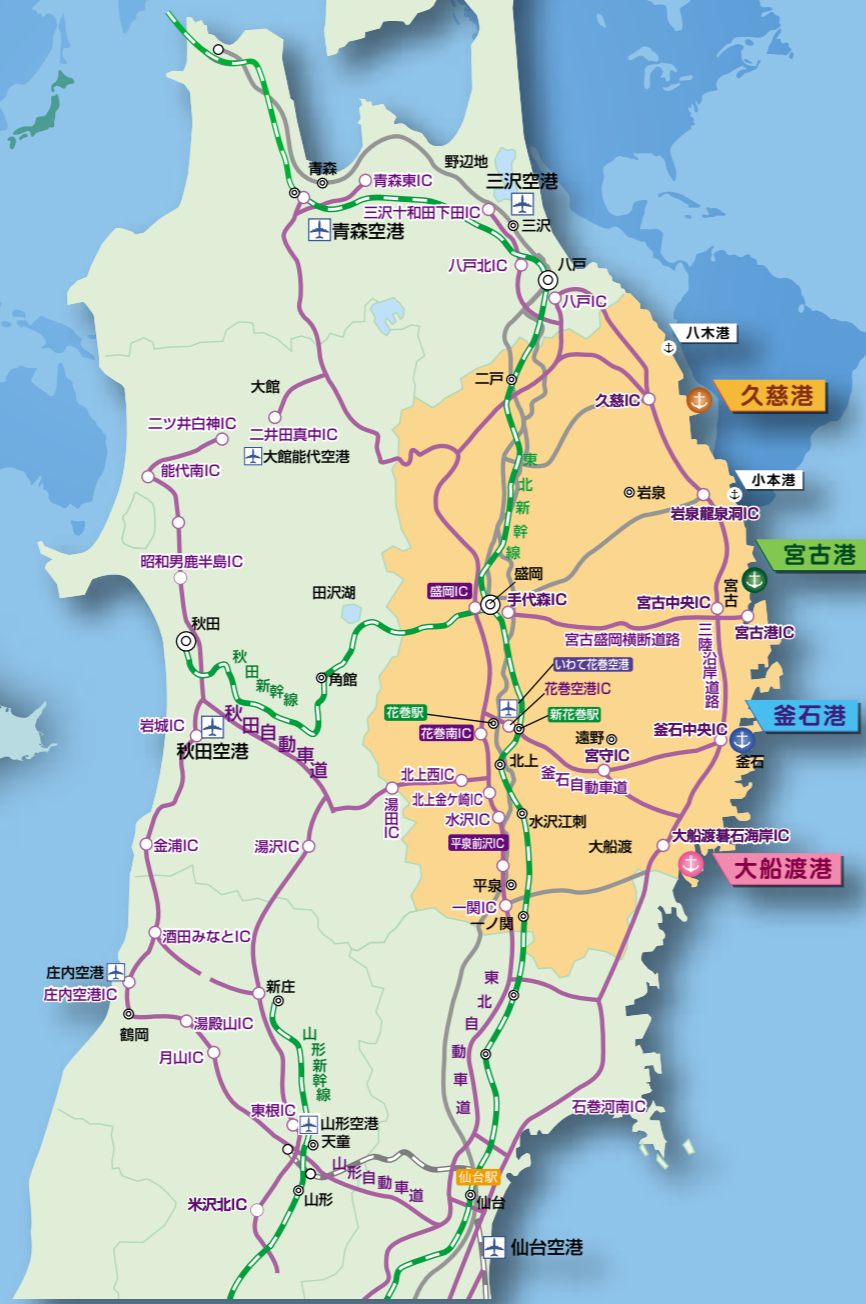 青森
野辺地
青森東IC
三沢空港
三沢十和田下田IC
三沢
青森空港
八戸北IC
八戸
八戸IC
八木港
二戸
大館
久慈IC
久慈港
二ツ井白神IC
二井田真中IC
大館能代空港
能代南IC
東北新幹線
岩泉
小本港
岩泉龍泉洞IC
昭和男鹿半島IC
宮古港
盛岡
田沢湖
盛岡IC
手代森IC
宮古中央IC
宮古
宮古港IC
秋田
宮古盛岡横断道路
三陸沿岸道路
秋田新幹線
いわて花巻空港
角館
花巻空港IC
花巻駅
新花巻駅
釜石港
岩城IC
秋田自動車道
花巻南IC
釜石中央IC
遠野
秋田空港
宮守IC
釜石
北上
北上西IC
釜石自動車道
湯田IC
北上金ケ崎IC
水沢IC
水沢江刺
大船渡碁石海岸IC
金浦IC
湯沢IC
平泉前沢IC
大船渡
大船渡港
平泉
一関IC
一ノ関
酒田みなとIC
庄内空港
庄内空港IC
新庄
東北自動車道
鶴岡
湯殿山IC
山形新幹線
月山IC
東根IC
石巻河南IC
山形空港
天童
山形自動車道
仙台駅
米沢北IC
山形
仙台
仙台空港